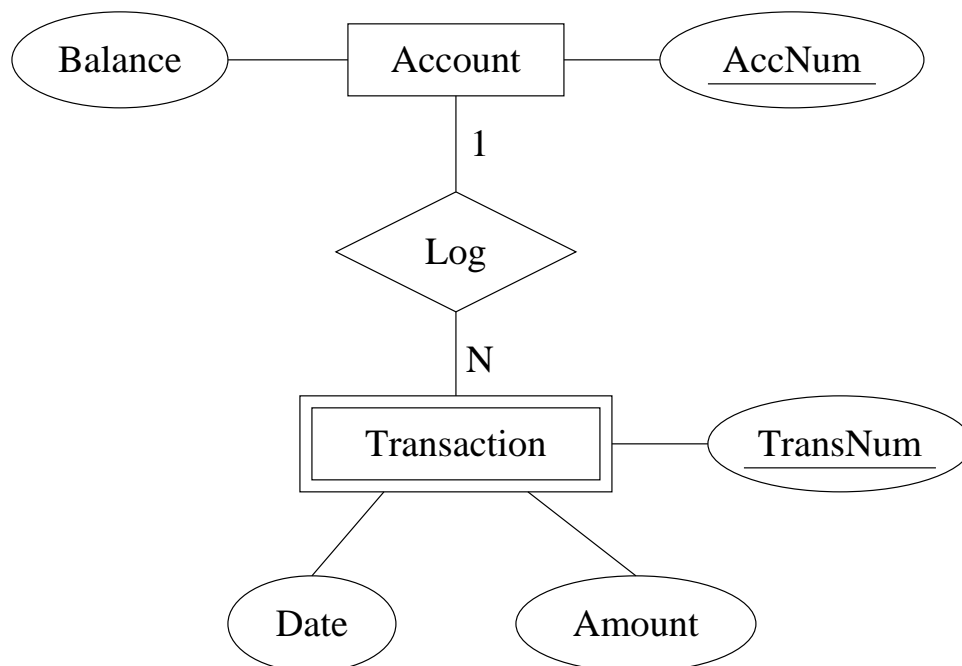 Balance
Account
AccNum
1
Log
N
Transaction
TransNum
Date
Amount